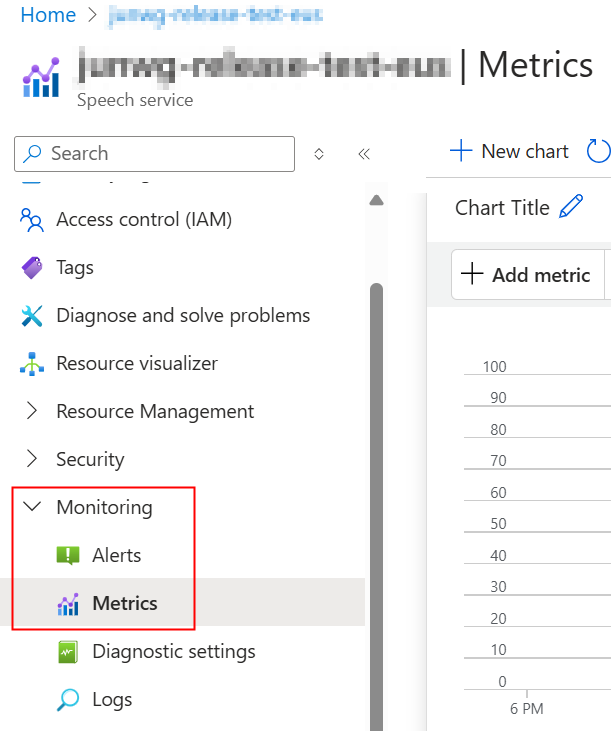 Home >
| Metrics
Speech service
Search
New chart
Chart Title
Access control (IAM)
Tags
Add metric
Diagnose and solve problems
Resource visualizer
Resource Management
Security
Monitoring
Alerts
Metrics
Diagnostic settings
Logs
100
90
80
70
60
50
40
30
20
10
0
6 PM